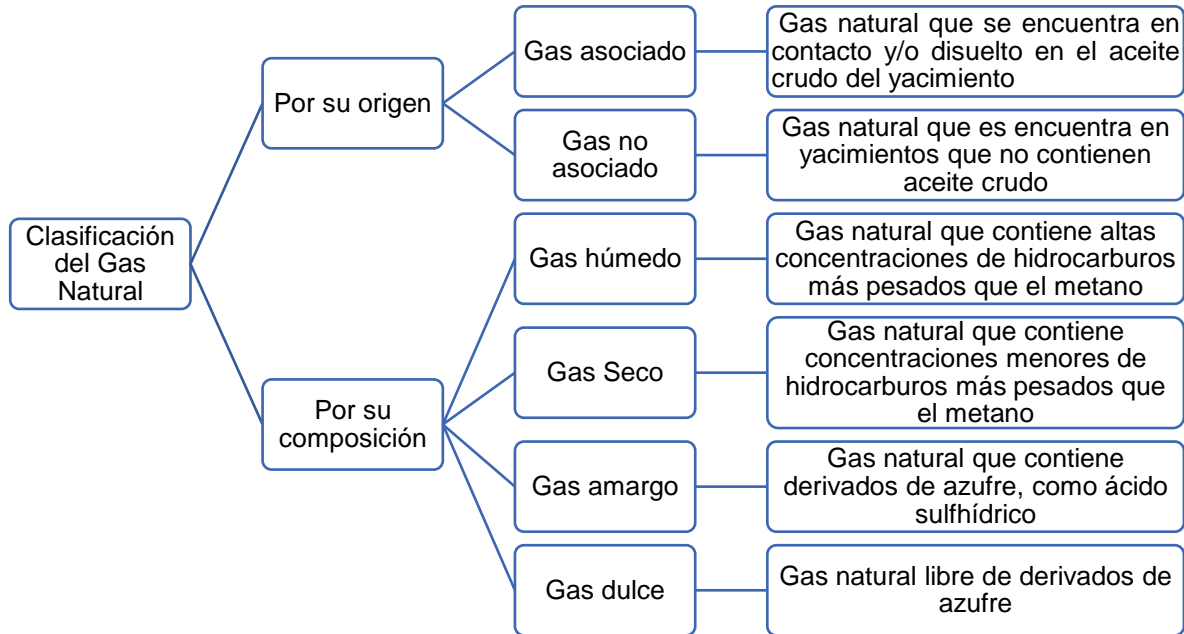 Clasificación
del Gas
Natural
Por su origen
Gas asociado
Gas natural que se encuentra en
contacto y/o disuelto en el aceite
crudo del yacimiento
Gas no
asociado
Gas natural que es encuentra en
yacimientos que no contienen
aceite crudo
Por su
composición
Gas húmedo
Gas natural que contiene altas
concentraciones de hidrocarburos
más pesados que el metano
Gas Seco
Gas natural que contiene
concentraciones menores de
hidrocarburos más pesados que
el metano
Gas amargo
Gas natural que contiene
derivados de azufre, como ácido
sulfhídrico
Gas dulce
Gas natural libre de derivados de
azufre